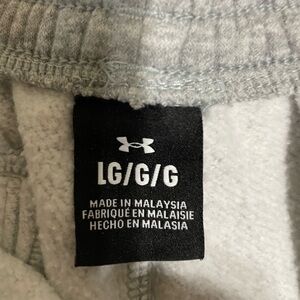 LG/G/G
MADE IN MALAYSIA
FABRIQUÉ EN MALAISIE
HECHO EN MALASIA